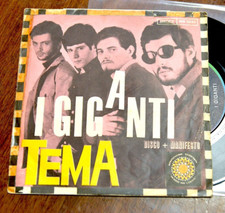 I GIGANTI
DISCO + MANIFESTO
TEMA
I GIGANTI